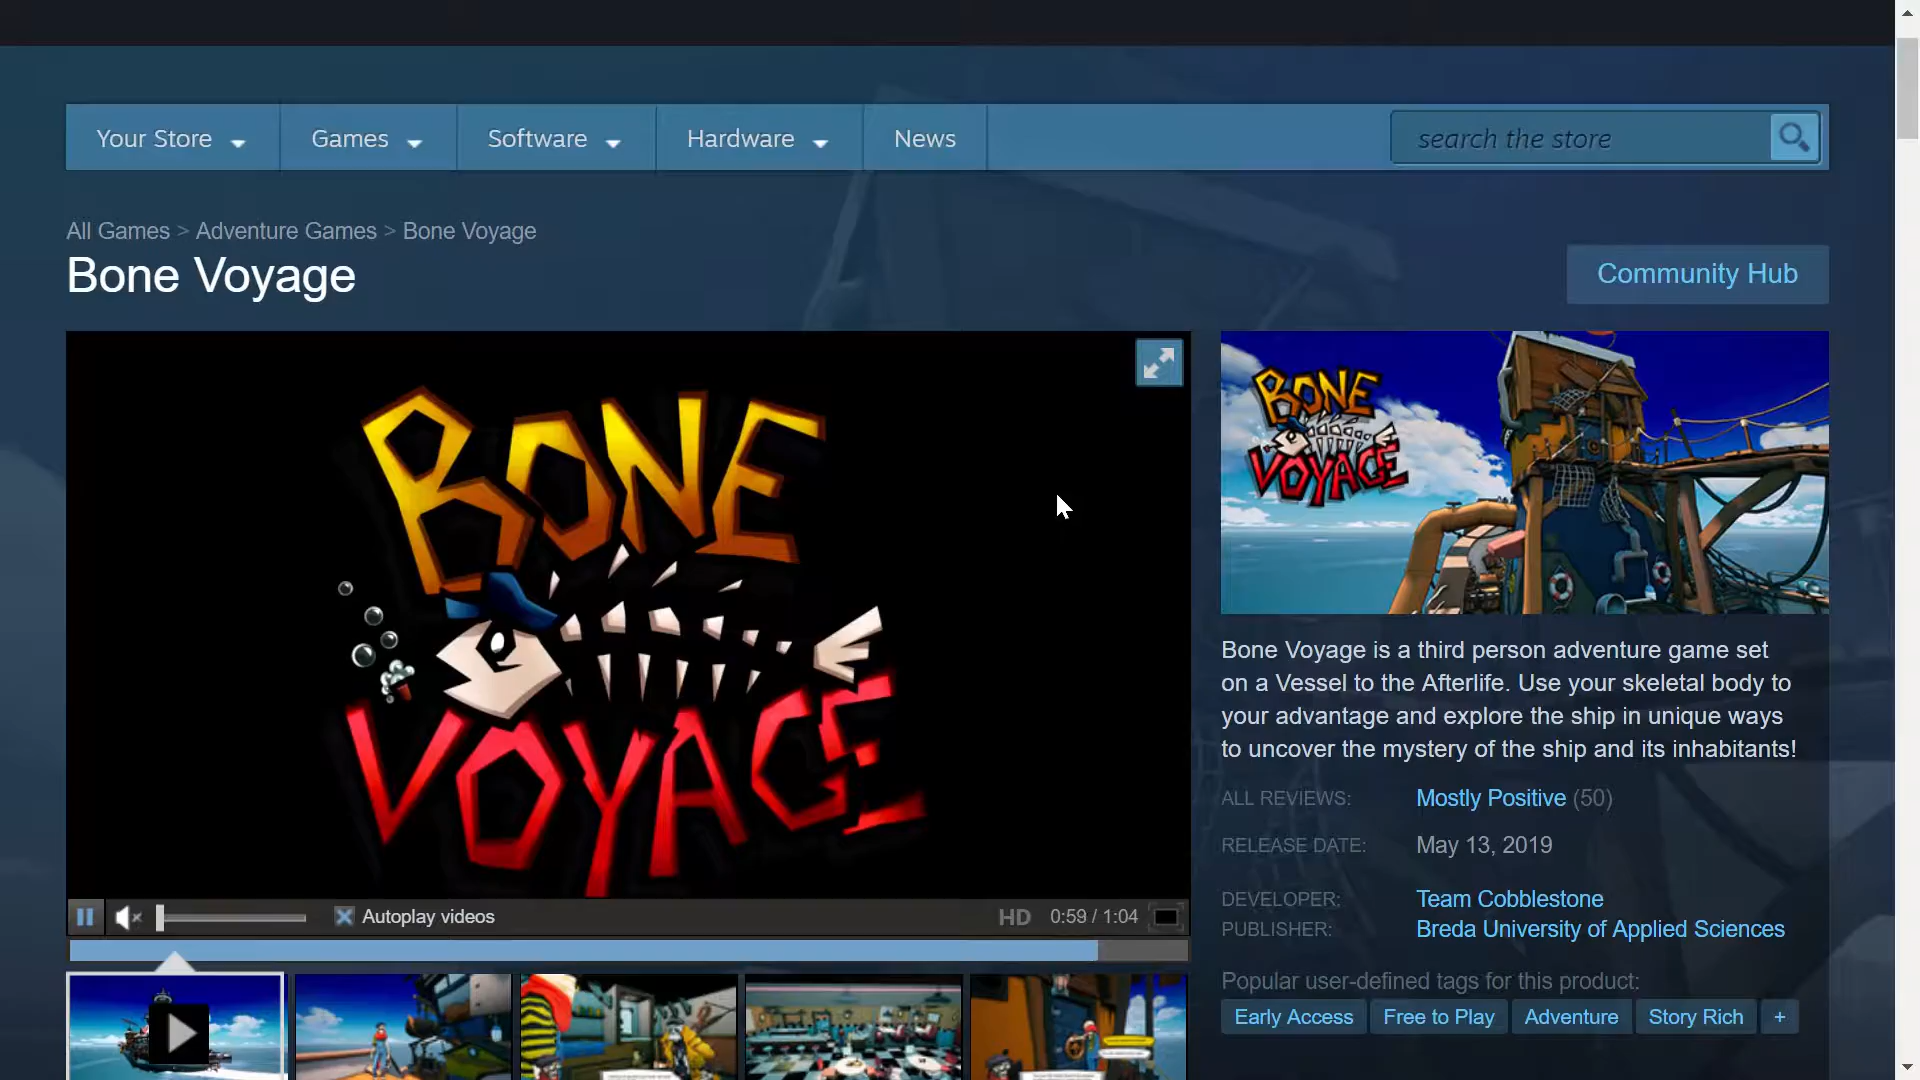 Your Store
Games
Software
Hardware
News
search the store
All Games > Adventure Games > Bone Voyage
Bone Voyage
Community Hub
BONE
VOYAGE
BONE
VOYAGE
Bone Voyage is a third person adventure game set
on a Vessel to the Afterlife. Use your skeletal body to
your advantage and explore the ship in unique ways
to uncover the mystery of the ship and its inhabitants!
ALL REVIEWS: Mostly Positive (50)
RELEASE DATE: May 13, 2019
DEVELOPER: Team Cobblestone
PUBLISHER: Breda University of Applied Sciences
Popular user-defined tags for this product:
Early Access Free to Play Adventure Story Rich +
Autoplay videos
HD 0:59 / 1:04